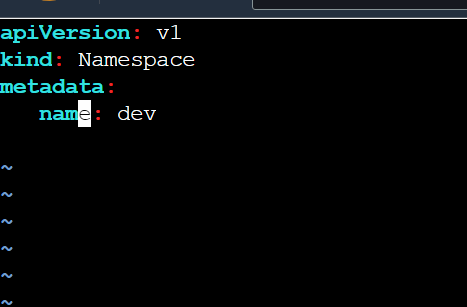 apiVersion: v1
kind: Namespace
metadata:
   name: dev
~
~
~
~
~
~